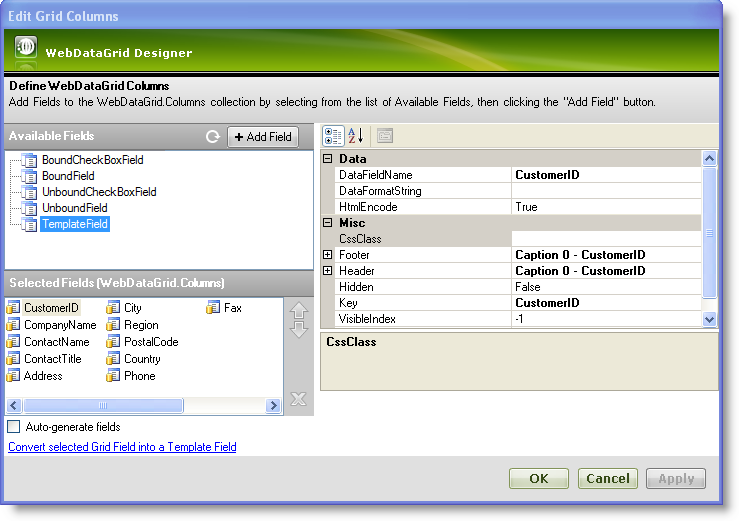 Edit Grid Columns
WebDataGrid Designer
Define WebDataGrid Columns
Add Fields to the WebDataGrid.Columns collection by selecting from the list of Available Fields, then clicking the "Add Field" button.
Available Fields
+ Add Field
BoundCheckBoxField
BoundField
UnboundCheckBoxField
UnboundField
TemplateField
Selected Fields (WebDataGrid.Columns)
CustomerID City Fax
CompanyName Region
ContactName PostalCode
ContactTitle Country
Address Phone
Auto-generate fields
Convert selected Grid Field into a Template Field
Data
DataFieldName CustomerID
DataFormatString
HtmlEncode True
Misc
CssClass
Footer Caption 0 - CustomerID
Header Caption 0 - CustomerID
Hidden False
Key CustomerID
VisibleIndex -1
CssClass
OK Cancel Apply